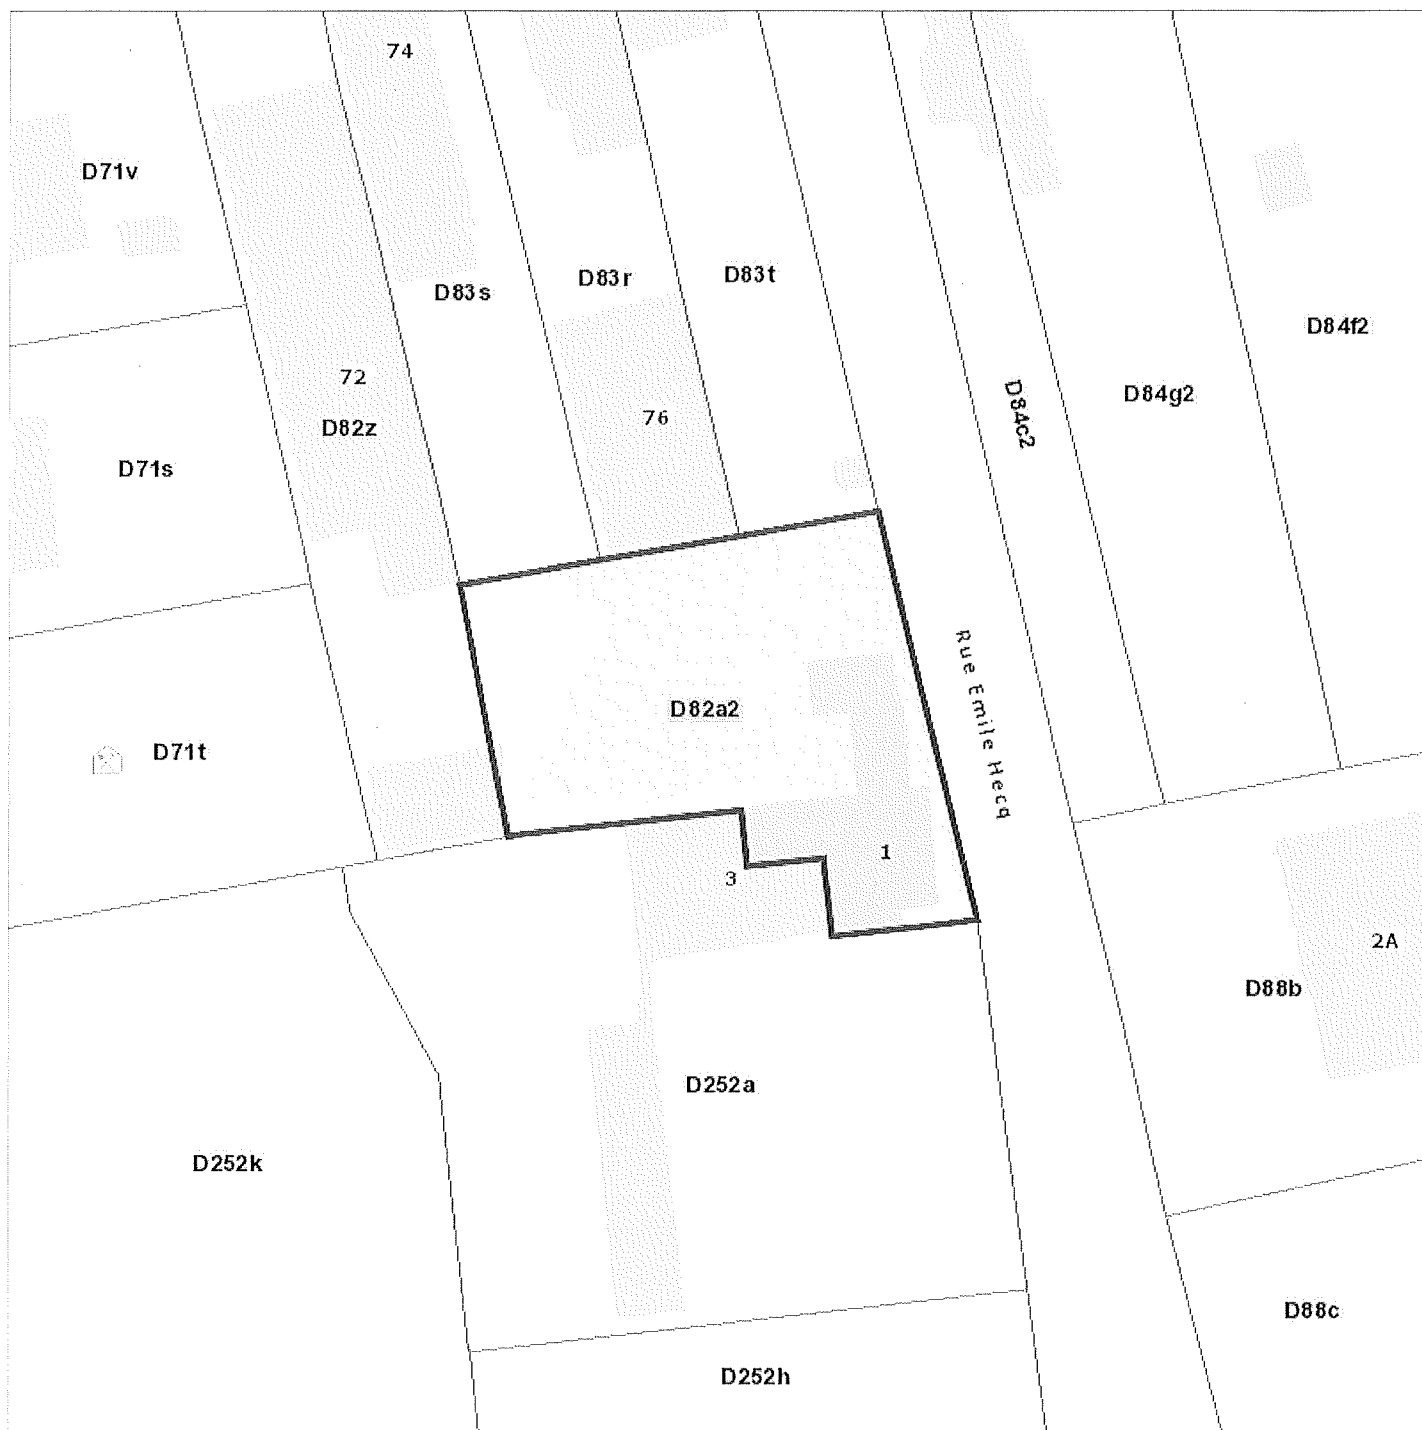 74
D71v
D83s
D83r
D83t
D84f2
72
D82z
76
D84c2
D84g2
D71s
D82a2
Rue Emile Hecq
D71t
1
3
2A
D88b
D252a
D252k
D88c
D252h